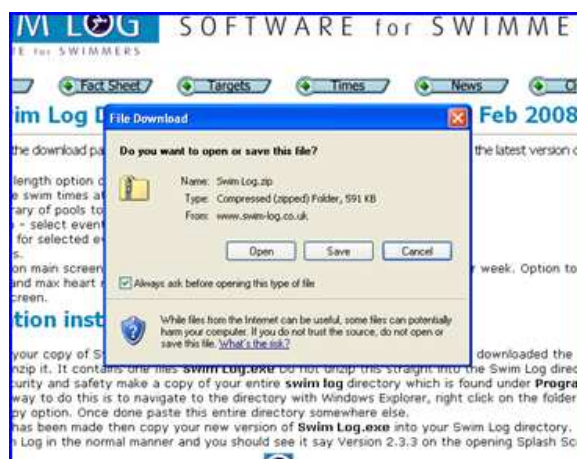 M LOG SOFTWARE for SWIMME
TE for SWIMMERS
Fact Sheet Targets Times News
im Log D Feb 2008
File Download
the download pa the latest version o
Do you want to open or save this file?
length option
e swim times a
Name: Swim Log.zip
rary of pools to
Type: Compressed (zipped) Folder, 591 KB
- select event
From: www.swim-log.co.uk
for selected e
s.
Open Save Cancel
on main screen r week. Option to
and max heart
Always ask before opening this type of file
creen.
tion inst
While files from the Internet can be useful, some files can potentially
harm your computer. If you do not trust the source, do not open or
save this file. What's the risk?
your copy of S downloaded the
nzip it. It contains one files Swim Log.exe Do not unzip this straight into the Swim Log direc
curity and safety make a copy of your entire swim log directory which is found under Progra
way to do this is to navigate to the directory with Windows Explorer, right click on the folder
py option. Once done paste this entire directory somewhere else.
has been made then copy your new version of Swim Log.exe into your Swim Log directory.
Log in the normal manner and you should see it say Version 2.3.3 on the opening Splash Sc